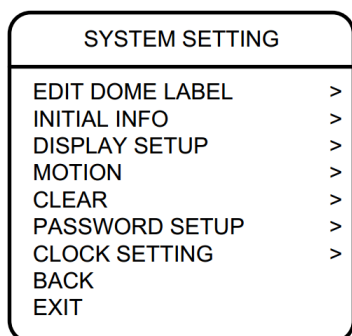 SYSTEM SETTING
EDIT DOME LABEL >
INITIAL INFO >
DISPLAY SETUP >
MOTION >
CLEAR >
PASSWORD SETUP >
CLOCK SETTING >
BACK
EXIT